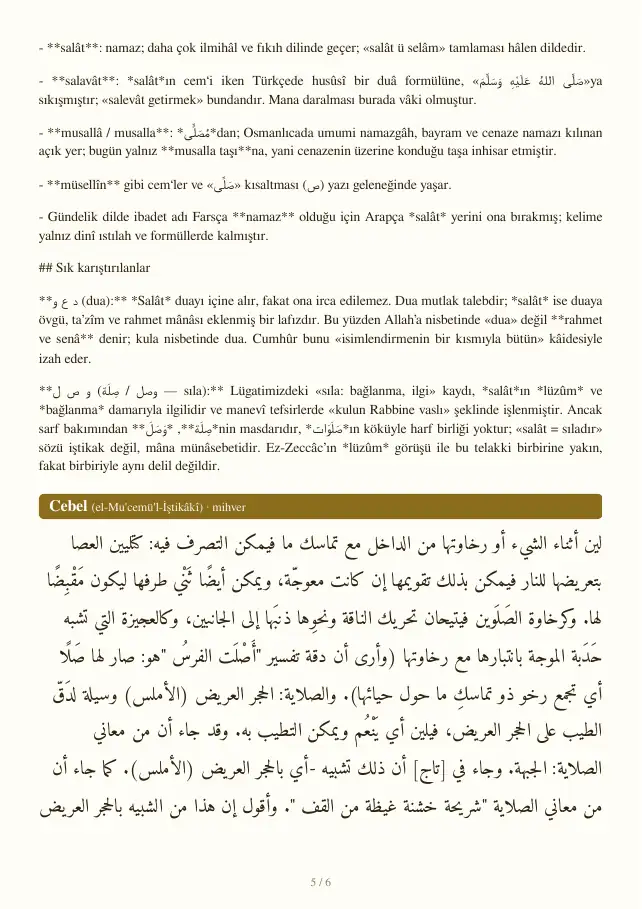 - **salât**: namaz; daha çok ilmihâl ve fıkıh dilinde geçer; «salât ü selâm» tamlaması hâlen dildedir.
- **salavât**: *salât*ın cem‘i iken Türkçede husûsî bir duâ formülüne, «صَلَّى اللهُ عَلَيْهِ وَسَلَّمَ»ya
sıkışmıştır; «salevât getirmek» bundandır. Mana daralması burada vâki olmuştur.
- **musallâ / musalla**: *مُصَلَّى*dan; Osmanlıcada umumi namazgâh, bayram ve cenaze namazı kılınan
açık yer; bugün yalnız **musalla taşı**na, yani cenazenin üzerine konduğu taşa inhisar etmiştir.
- **müsellîn** gibi cem‘ler ve «صَلَّى» kısaltması (ص) yazı geleneğinde yaşar.
- Gündelik dilde ibadet adı Farsça **namaz** olduğu için Arapça *salât* yerini ona bırakmış; kelime
yalnız dinî ıstılah ve formüllerde kalmıştır.
## Sık karıştırılanlar
**د ع و (dua):** *Salât* duayı içine alır, fakat ona irca edilemez. Dua mutlak talebdir; *salât* ise duaya
övgü, ta’zîm ve rahmet mânâsı eklenmiş bir lafızdır. Bu yüzden Allah’a nisbetinde «dua» değil **rahmet
ve senâ** denir; kula nisbetinde dua. Cumhûr bunu «isimlendirmenin bir kısmıyla bütün» kâidesiyle
izah eder.
**و ص ل (وصل / صِلَة — sıla):** Lügatimizdeki «sıla: bağlanma, ilgi» kaydı, *salât*ın *lüzûm* ve
*bağlanma* damarıyla ilgilidir ve manevî tefsirlerde «kulun Rabbine vaslı» şeklinde işlenmiştir. Ancak
sarf bakımından **صِلَة**, *وَصَلَ*nin masdarıdır, *صَلَوَات*ın köküyle harf birliği yoktur; «salât = sıladır»
sözü iştikak değil, mâna münâsebetidir. Ez-Zeccâc’ın *lüzûm* görüşü ile bu telakki birbirine yakın,
fakat birbiriyle aynı delil değildir.
Cebel (el-Mu'cemü'l-İştikâkî) · mihver
لين أثناء الشيء أو رخاوتها من الداخل مع تماسك ما فيمكن التصرف فيه: كتليين العصا
بتعريضها للنار فيمكن بذلك تقويمها إن كانت معوجّة، ويمكن أيضًا ثَنْي طرفها ليكون مَقْبِضًا
لها. وكرخاوة الصَلَوين فيتيحان تحريك الناقة ونحوها ذنبَها إلى الجانبين، وكالعجيزة التي تشبه
حَدَبة الموجة بانتبارها مع رخاوتها (وأرى أن دقة تفسير "أَصْلَت الفرسُ "هو: صار لها صَلًا
أي تجمع رخو ذو تماسكِ ما حول حيائها). والصلاية: الحجر العريض (الأملس) وسيلة لدَقّ
الطيب على الحجر العريض، فيلين أي يَنْعُم ويمكن التطيب به. وقد جاء أن من معاني
الصلاية: الجبهة. وجاء في [تاج] أن ذلك تشبيه -أي بالحجر العريض (الأملس). كما جاء أن
من معاني الصلاية "شريحة خشنة غيظة من القف ". وأقول إن هذا من الشبيه بالحجر العريض
5 / 6